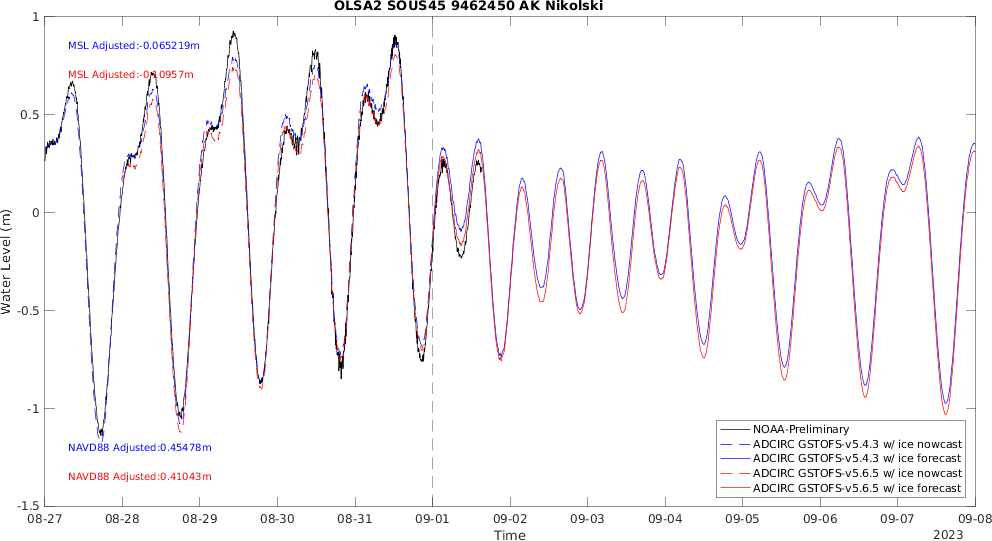 OLSA2 SOUS45 9462450 AK Nikolski
1
0.5
0
-0.5
-1
-1.5
Water Level (m)
MSL Adjusted:-0.065219m
MSL Adjusted:-0.10957m
NAVD88 Adjusted:0.45478m
NAVD88 Adjusted:0.41043m
NOAA-Preliminary
ADCIRC GSTOFS-v5.4.3 w/ ice nowcast
ADCIRC GSTOFS-v5.4.3 w/ ice forecast
ADCIRC GSTOFS-v5.6.5 w/ ice nowcast
ADCIRC GSTOFS-v5.6.5 w/ ice forecast
08-27 08-28 08-29 08-30 08-31 09-01 09-02 09-03 09-04 09-05 09-06 09-07 09-08
Time
2023